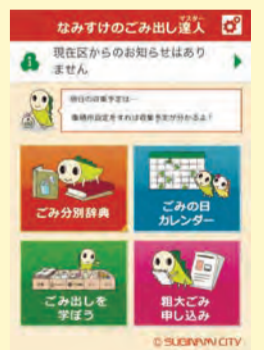 なみすけのごみ出し達人
マスター
現在区からのお知らせはあり
ません
明日の収集予定は…
集積所設定をすれば収集予定が分かるよ!
ごみ分別辞典
ごみの日
カレンダー
ごみ出しを
学ぼう
粗大ごみ
申し込み
© SUGINAMI CITY